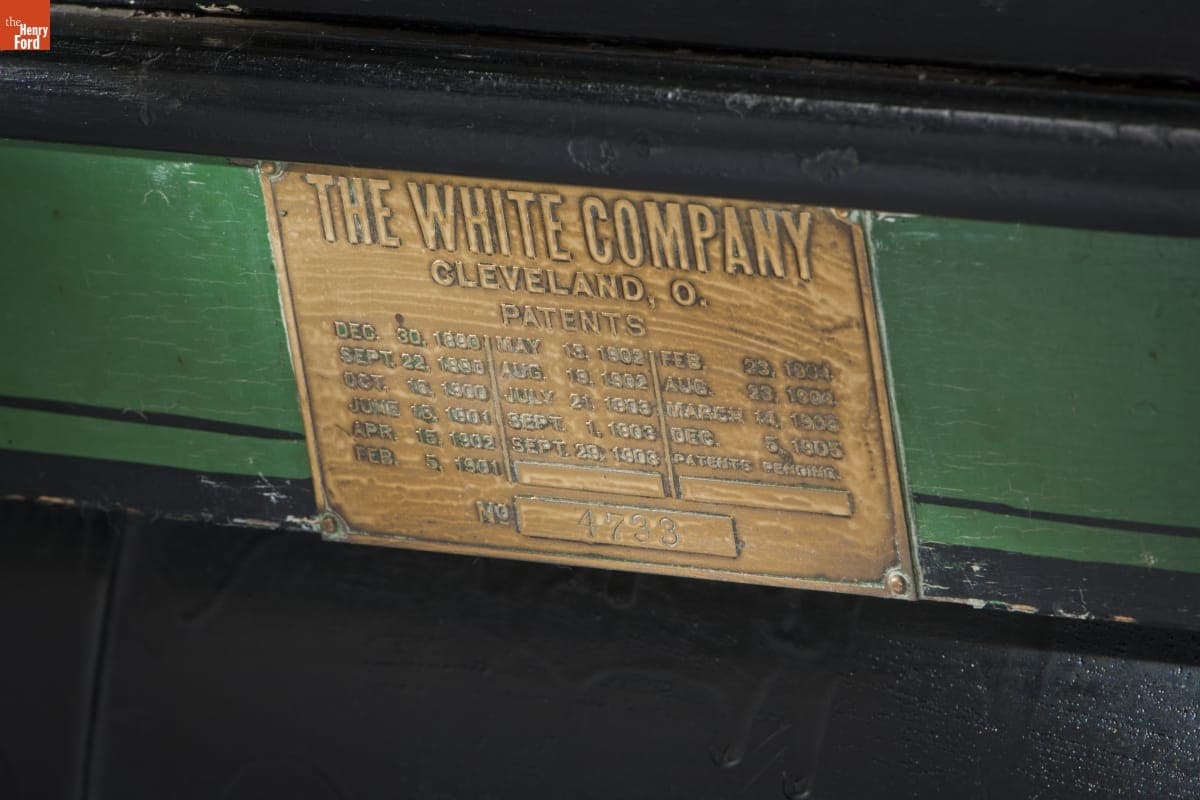 the
Henry
Ford
THE WHITE COMPANY
CLEVELAND, O.
PATENTS
DEC. 30, 1890
SEPT. 22,
OCT. 16, 1900
JUNE 18, 1901
APR. 15, 1902
FEB. 5, 1901
MAY 15, 1902
AUG. 19, 1902
JULY 21, 1903
SEPT. 1, 1903
SEPT. 29, 1903
FEB. 23, 1904
AUG. 23, 1904
MARCH 14, 1905
DEC. 5, 1905
PATENTS PENDING.
No 4733